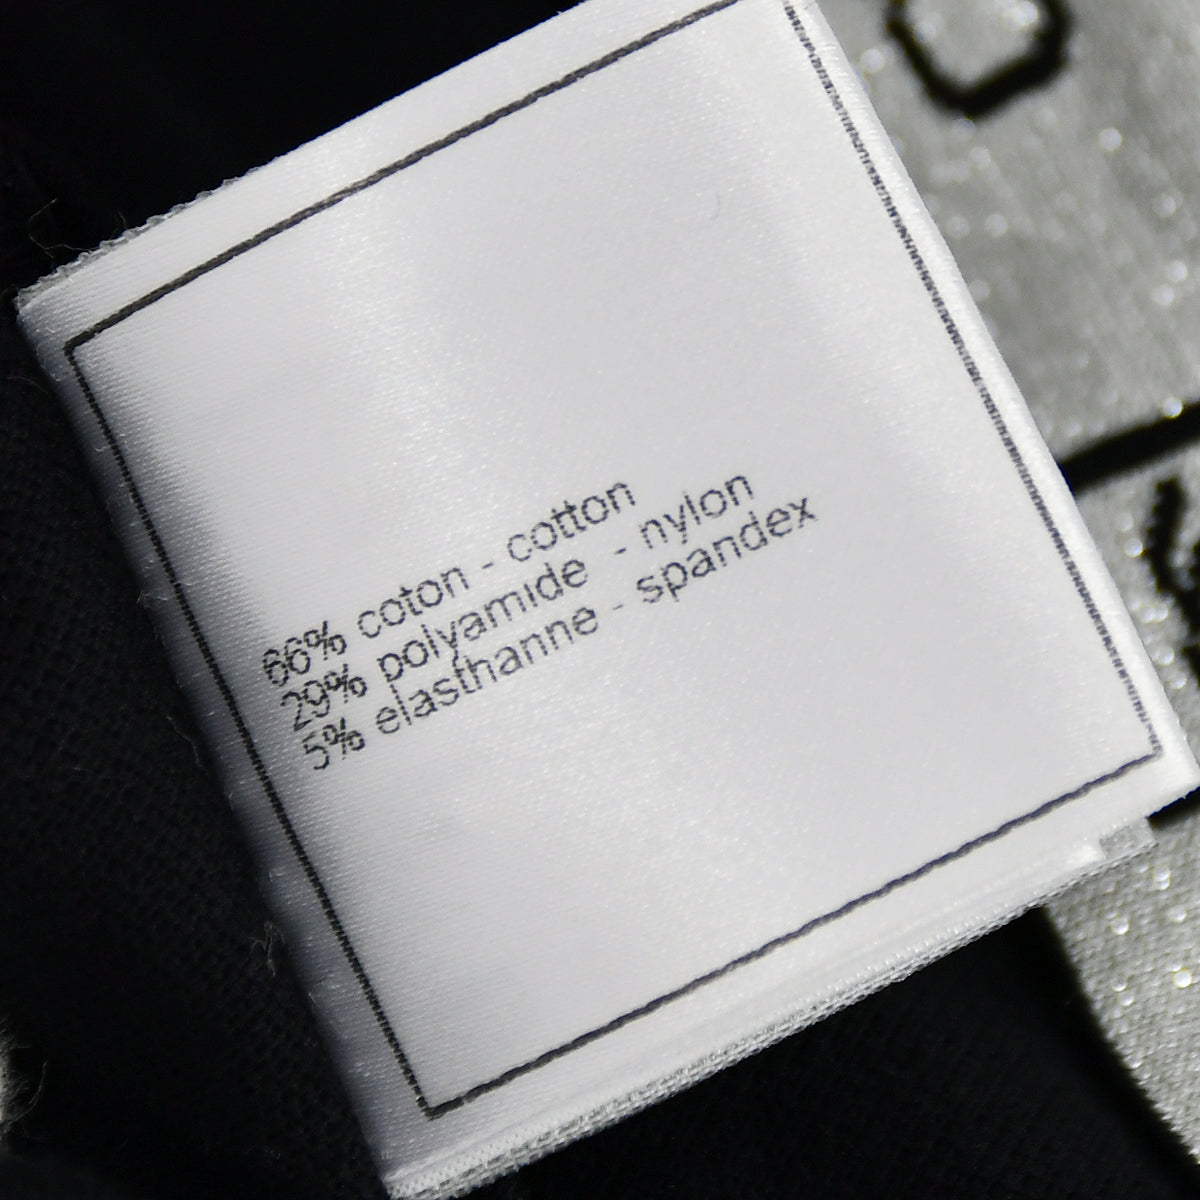 66% coton - cotton
29% polyamide - nylon
5% elasthanne - spandex